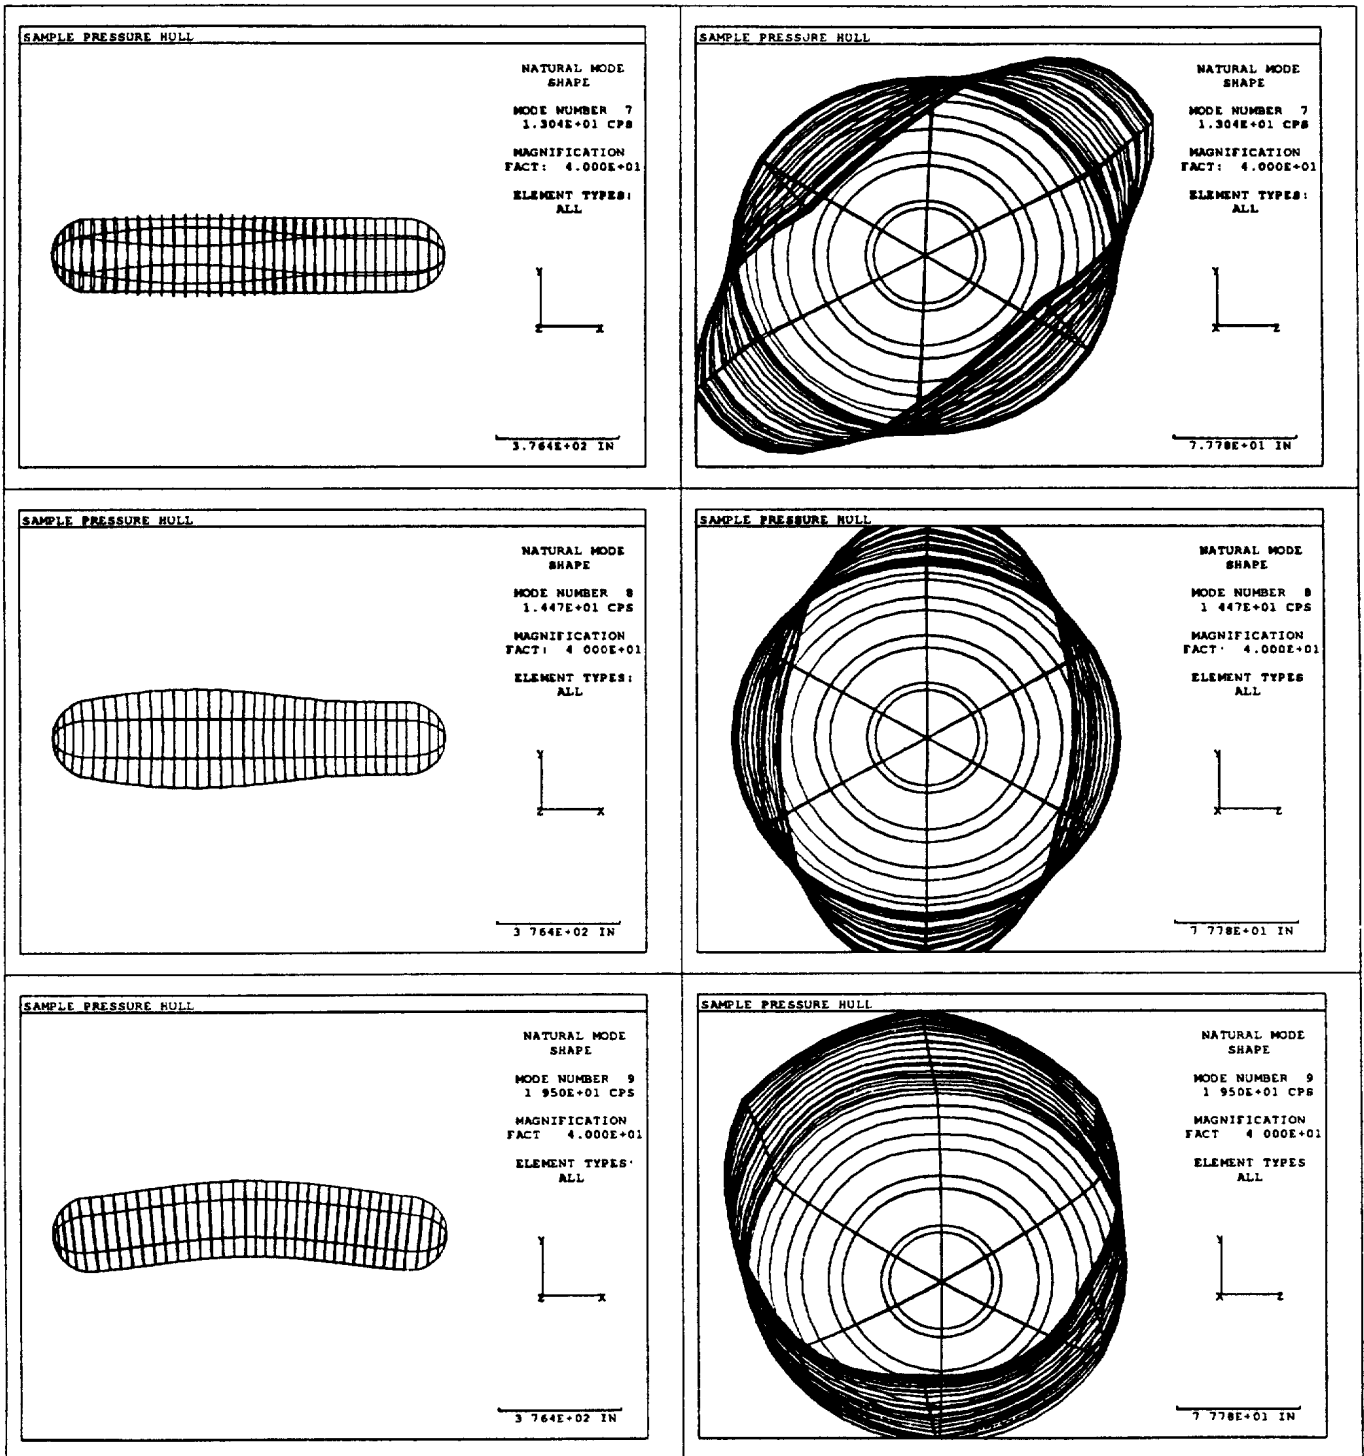 SAMPLE PRESSURE HULL
NATURAL MODE
SHAPE
MODE NUMBER 7
1.304E+01 CPS
MAGNIFICATION
FACT: 4.000E+01
ELEMENT TYPES:
ALL
Y
Z X
3.764E+02 IN
SAMPLE PRESSURE HULL
NATURAL MODE
SHAPE
MODE NUMBER 7
1.304E+01 CPS
MAGNIFICATION
FACT: 4.000E+01
ELEMENT TYPES:
ALL
Y
X Z
7.778E+01 IN
SAMPLE PRESSURE HULL
NATURAL MODE
SHAPE
MODE NUMBER 8
1.447E+01 CPS
MAGNIFICATION
FACT: 4 000E+01
ELEMENT TYPES:
ALL
Y
Z X
3 764E+02 IN
SAMPLE PRESSURE HULL
NATURAL MODE
SHAPE
MODE NUMBER 8
1 447E+01 CPS
MAGNIFICATION
FACT' 4.000E+01
ELEMENT TYPES
ALL
Y
X Z
7 778E+01 IN
SAMPLE PRESSURE HULL
NATURAL MODE
SHAPE
MODE NUMBER 9
1 950E+01 CPS
MAGNIFICATION
FACT 4.000E+01
ELEMENT TYPES'
ALL
Y
Z X
3 764E+02 IN
SAMPLE PRESSURE HULL
NATURAL MODE
SHAPE
MODE NUMBER 9
1 950E+01 CPS
MAGNIFICATION
FACT 4 000E+01
ELEMENT TYPES
ALL
Y
X Z
7 778E+01 IN